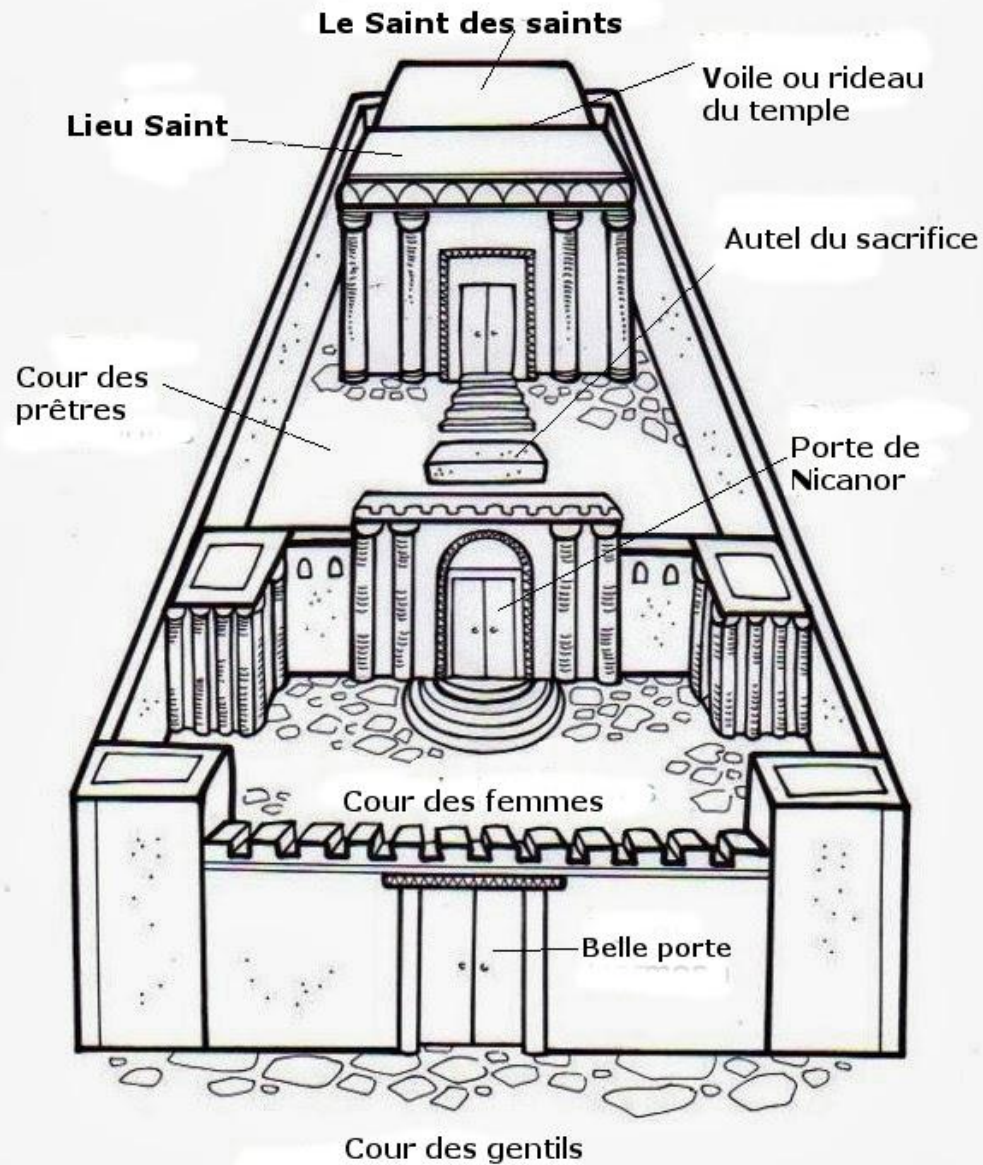 Le Saint des saints
Voile ou rideau
du temple
Lieu Saint
Autel du sacrifice
Cour des
prêtres
Porte de
Nicanor
Cour des femmes
Belle porte
Cour des gentils